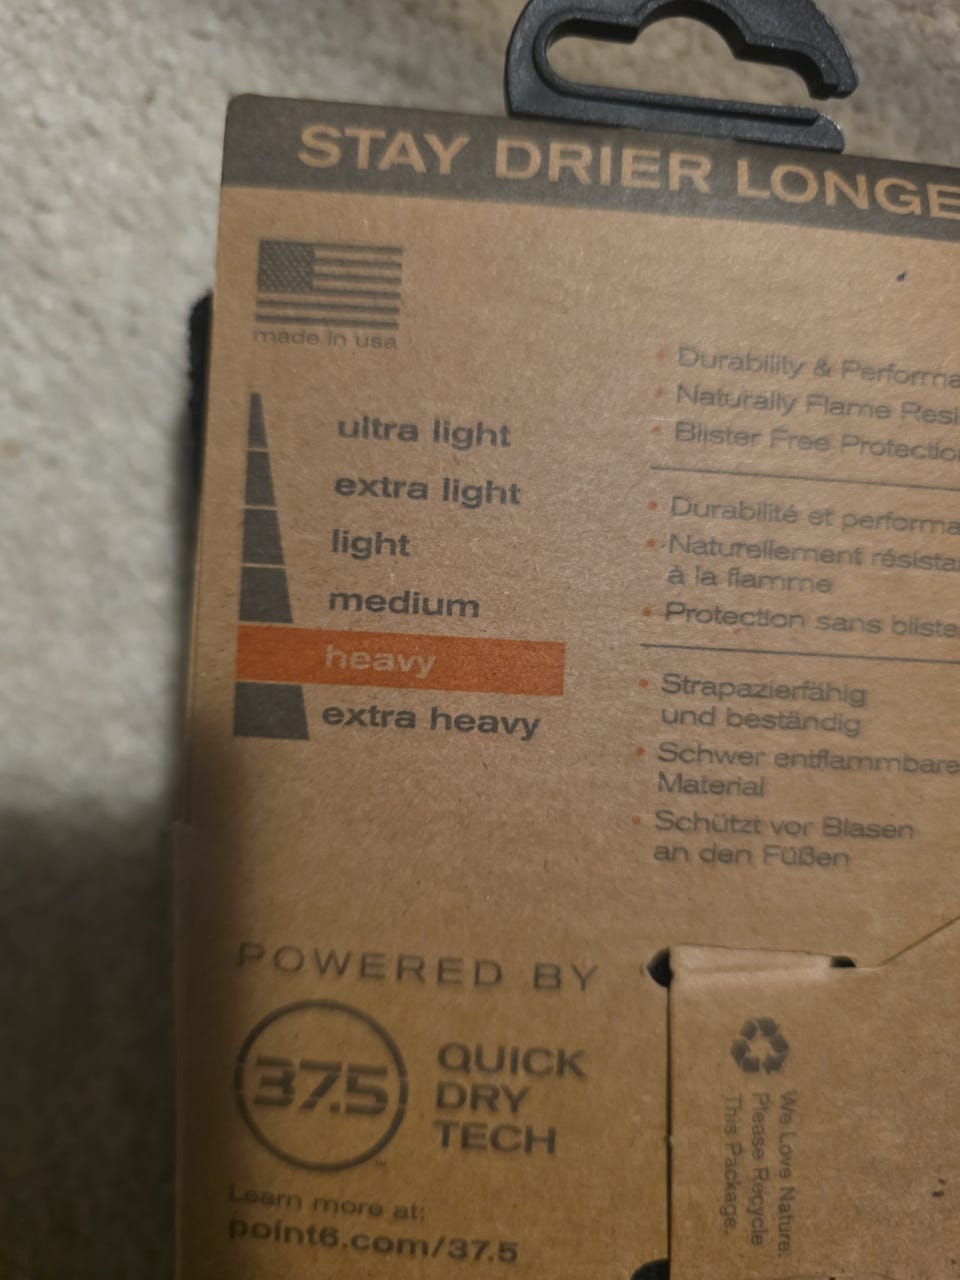 STAY DRIER LONGE
made in usa
ultra light
extra light
light
medium
heavy
extra heavy
• Durability & Performa
• Naturally Flame Resi
• Blister Free Protectio
• Durabilité et performa
• Naturellement résista
à la flamme
• Protection sans bliste
• Strapazierfähig
und beständig
• Schwer entflammbare
Material
• Schützt vor Blasen
an den Füßen
POWERED BY
37.5
™
QUICK
DRY
TECH
Learn more at:
point6.com/37.5
We Love Nature.
Please Recycle
This Package.